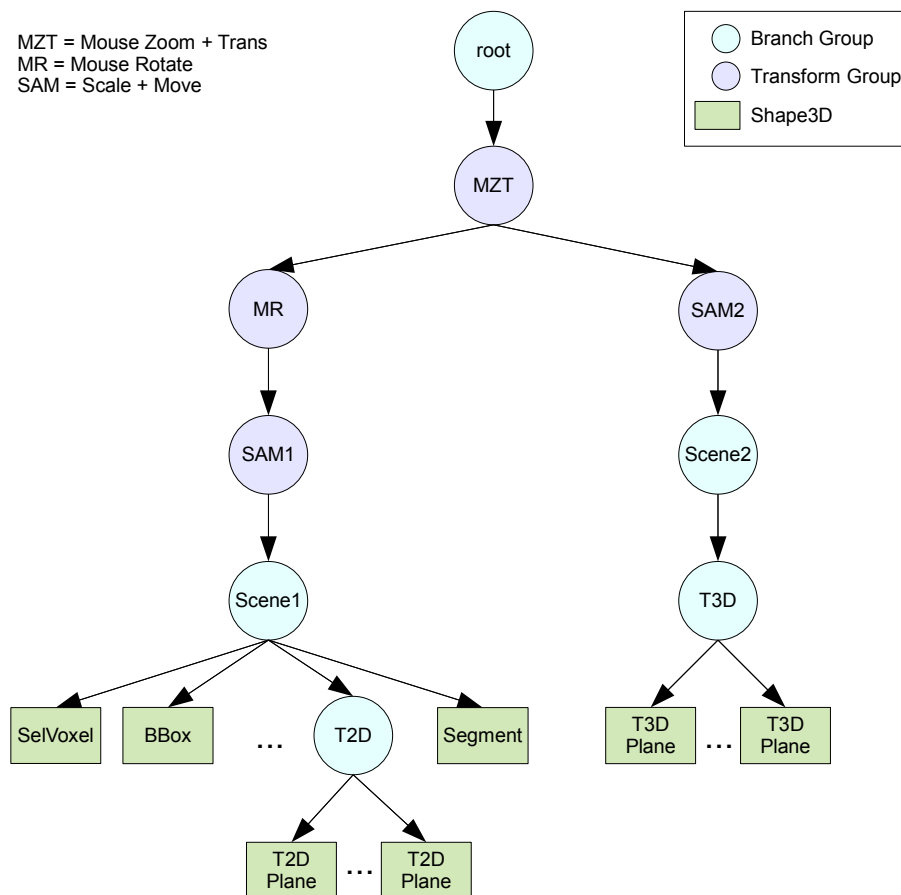 MZT = Mouse Zoom + Trans
MR = Mouse Rotate
SAM = Scale + Move
root
Branch Group
Transform Group
Shape3D
MZT
MR
SAM2
SAM1
Scene2
Scene1
T3D
SelVoxel
BBox
...
T2D
Segment
T3D
Plane
...
T3D
Plane
T2D
Plane
...
T2D
Plane